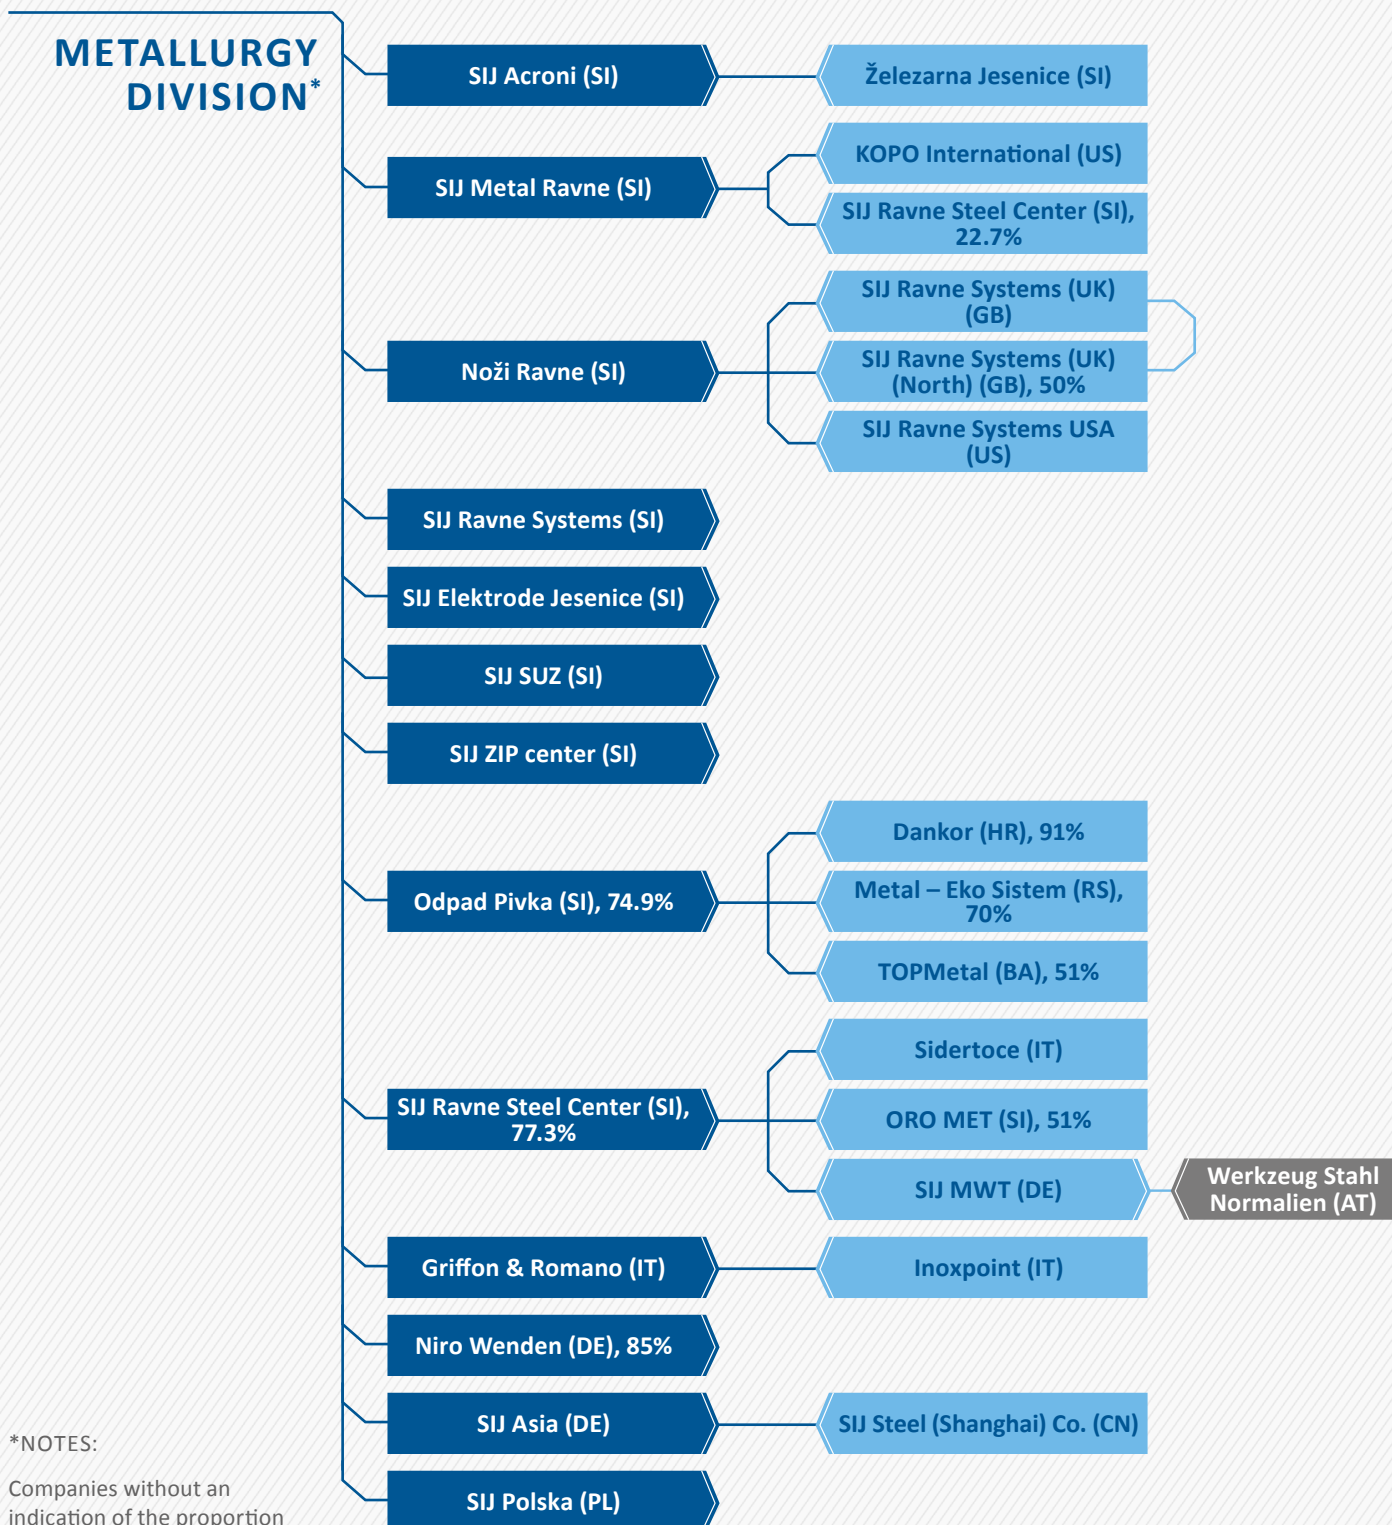 METALLURGY
DIVISION*
SIJ Acroni (SI)
Železarna Jesenice (SI)
SIJ Metal Ravne (SI)
KOPO International (US)
SIJ Ravne Steel Center (SI),
22.7%
Noži Ravne (SI)
SIJ Ravne Systems (UK)
(GB)
SIJ Ravne Systems (UK)
(North) (GB), 50%
SIJ Ravne Systems USA
(US)
SIJ Ravne Systems (SI)
SIJ Elektrode Jesenice (SI)
SIJ SUZ (SI)
SIJ ZIP center (SI)
Odpad Pivka (SI), 74.9%
Dankor (HR), 91%
Metal – Eko Sistem (RS),
70%
TOPMetal (BA), 51%
SIJ Ravne Steel Center (SI),
77.3%
Sidertoce (IT)
ORO MET (SI), 51%
SIJ MWT (DE)
Werkzeug Stahl
Normalien (AT)
Griffon & Romano (IT)
Inoxpoint (IT)
Niro Wenden (DE), 85%
SIJ Asia (DE)
SIJ Steel (Shanghai) Co. (CN)
SIJ Polska (PL)
*NOTES:
Companies without an
indication of the proportion